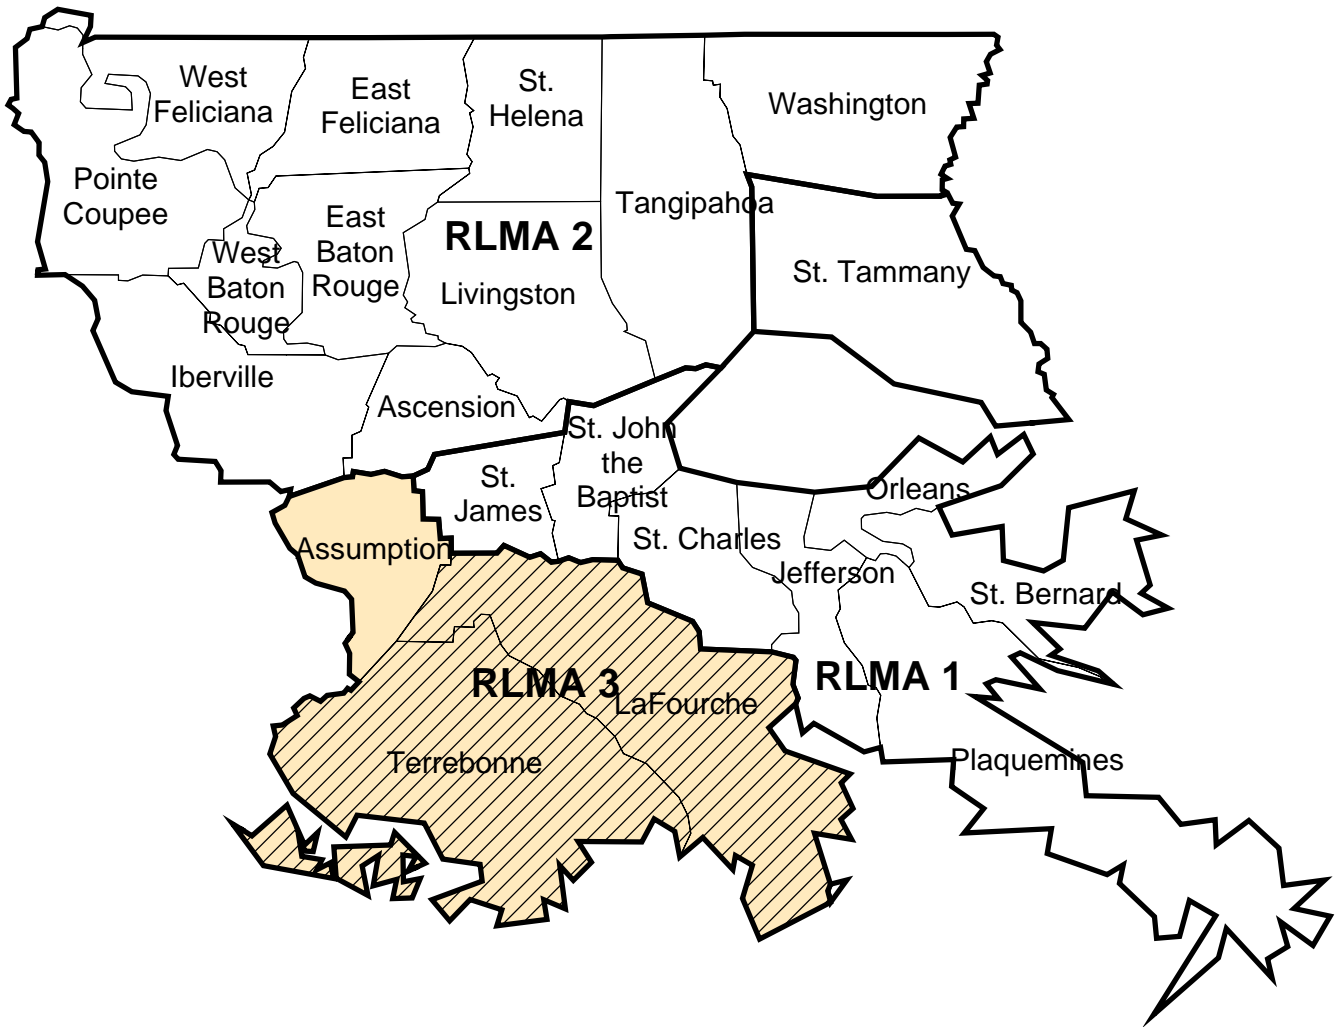 West
Feliciana
East
Feliciana
St.
Helena
Washington
Pointe
Coupee
Tangipahoa
East
Baton
Rouge
RLMA 2
West
Baton
Rouge
Livingston
St. Tammany
Iberville
Ascension
St. John
the
Baptist
St.
James
Orleans
St. Charles
Assumption
Jefferson
St. Bernard
RLMA 3
RLMA 1
LaFourche
Terrebonne
Plaquemines